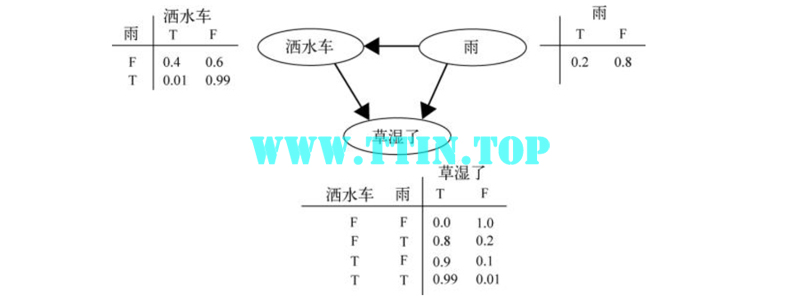 洒水车
雨 T F
F 0.4 0.6
T 0.01 0.99
洒水车
雨
雨
T F
0.2 0.8
草湿了
WWW.TTIN.TOP
草湿了
洒水车 雨 T F
F F 0.0 1.0
F T 0.8 0.2
T F 0.9 0.1
T T 0.99 0.01